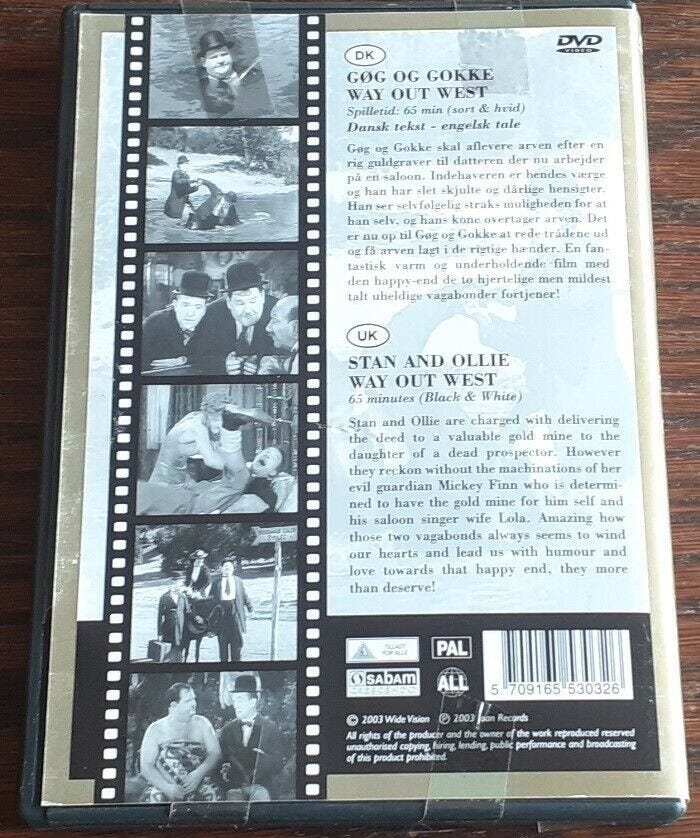 DVD
VIDEO
DK
GØG OG GOKKE
WAY OUT WEST
Spilletid: 65 min (sort & hvid)
Dansk tekst - engelsk tale
Gøg og Gokke skal aflevere arven efter en
rig guldgraver til datteren der nu arbejder
på en saloon. Indehaveren er hendes værge
og han har slet skjulte og dårlige hensigter.
Han ser selvfølgelig straks muligheden for at
han selv, og hans kone overtager arven. Det
er nu op til Gøg og Gokke at rede trådene ud
og få arven lagt i de rigtige hænder. En fan-
tastisk varm og underholdende film med
den happy-end de to hjertelige men mildest
talt uheldige vagabonder fortjener!
UK
STAN AND OLLIE
WAY OUT WEST
65 minutes (Black & White)
Stan and Ollie are charged with delivering
the deed to a valuable gold mine to the
daughter of a dead prospector. However
they reckon without the machinations of her
evil guardian Mickey Finn who is determi-
ned to have the gold mine for him self and
his saloon singer wife Lola. Amazing how
those two vagabonds always seems to wind
our hearts and lead us with humour and
love towards that happy end, they more
than deserve!
TILLADT
FOR ALLE
PAL
sabam
CRESCENDO
ALL
5 709165 530326
© 2003 Wide Vision ℗ 2003 Jaan Records
All rights of the producer and the owner of the work reproduced reserved
unauthorised copying, hiring, lending, public performance and broadcasting
of this product prohibited.